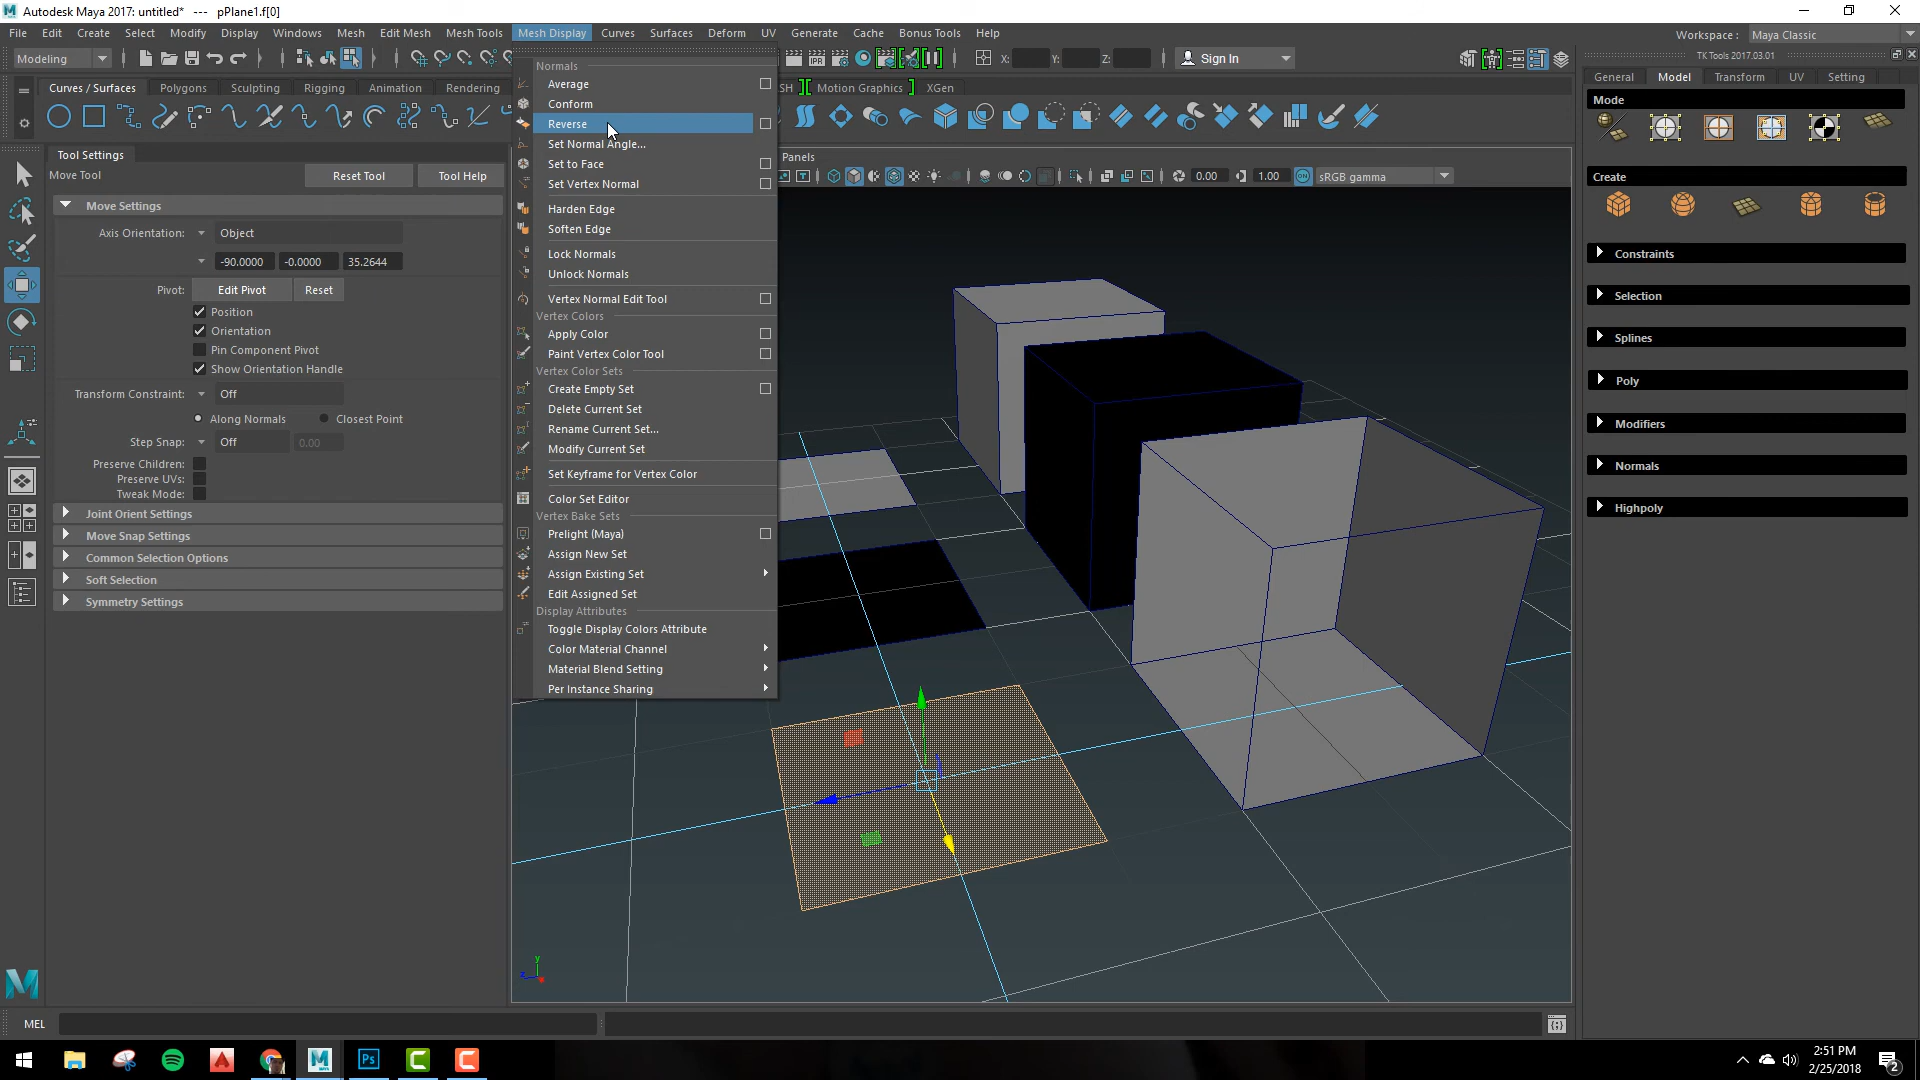 Autodesk Maya 2017: untitled*   ---   pPlane1.f[0]
File Edit Create Select Modify Display Windows Mesh Edit Mesh Mesh Tools Mesh Display Curves Surfaces Deform UV Generate Cache Bonus Tools Help
Workspace : Maya Classic
Modeling
IPR
X: Y: Z: Sign In
TK Tools 2017.03.01
Curves / Surfaces Polygons Sculpting Rigging Animation Rendering
SH Motion Graphics XGen
General Model Transform UV Setting
Mode
Create
Constraints
Selection
Splines
Poly
Modifiers
Normals
Highpoly
Tool Settings
Move Tool Reset Tool Tool Help
Move Settings
Axis Orientation: Object
-90.0000 -0.0000 35.2644
Pivot: Edit Pivot Reset
Position
Orientation
Pin Component Pivot
Show Orientation Handle
Transform Constraint: Off
Along Normals Closest Point
Step Snap: Off 0.00
Preserve Children:
Preserve UVs:
Tweak Mode:
Joint Orient Settings
Move Snap Settings
Common Selection Options
Soft Selection
Symmetry Settings
Normals
Average
Conform
Reverse
Set Normal Angle...
Set to Face
Set Vertex Normal
Harden Edge
Soften Edge
Lock Normals
Unlock Normals
Vertex Normal Edit Tool
Vertex Colors
Apply Color
Paint Vertex Color Tool
Vertex Color Sets
Create Empty Set
Delete Current Set
Rename Current Set...
Modify Current Set
Set Keyframe for Vertex Color
Color Set Editor
Vertex Bake Sets
Prelight (Maya)
Assign New Set
Assign Existing Set
Edit Assigned Set
Display Attributes
Toggle Display Colors Attribute
Color Material Channel
Material Blend Setting
Per Instance Sharing
Panels
0.00 1.00 ON sRGB gamma
y
z
MEL
MAYA
Ps
C
C
2:51 PM
2/25/2018
2